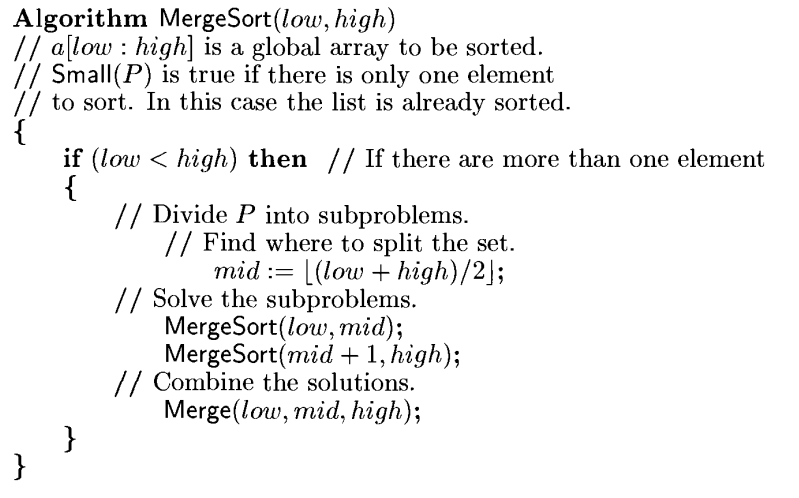 Algorithm MergeSort(low, high)
// a[low : high] is a global array to be sorted.
// Small(P) is true if there is only one element
// to sort. In this case the list is already sorted.
{
if (low < high) then // If there are more than one element
{
// Divide P into subproblems.
// Find where to split the set.
mid := ⌊(low + high)/2⌋;
// Solve the subproblems.
MergeSort(low, mid);
MergeSort(mid + 1, high);
// Combine the solutions.
Merge(low, mid, high);
}
}